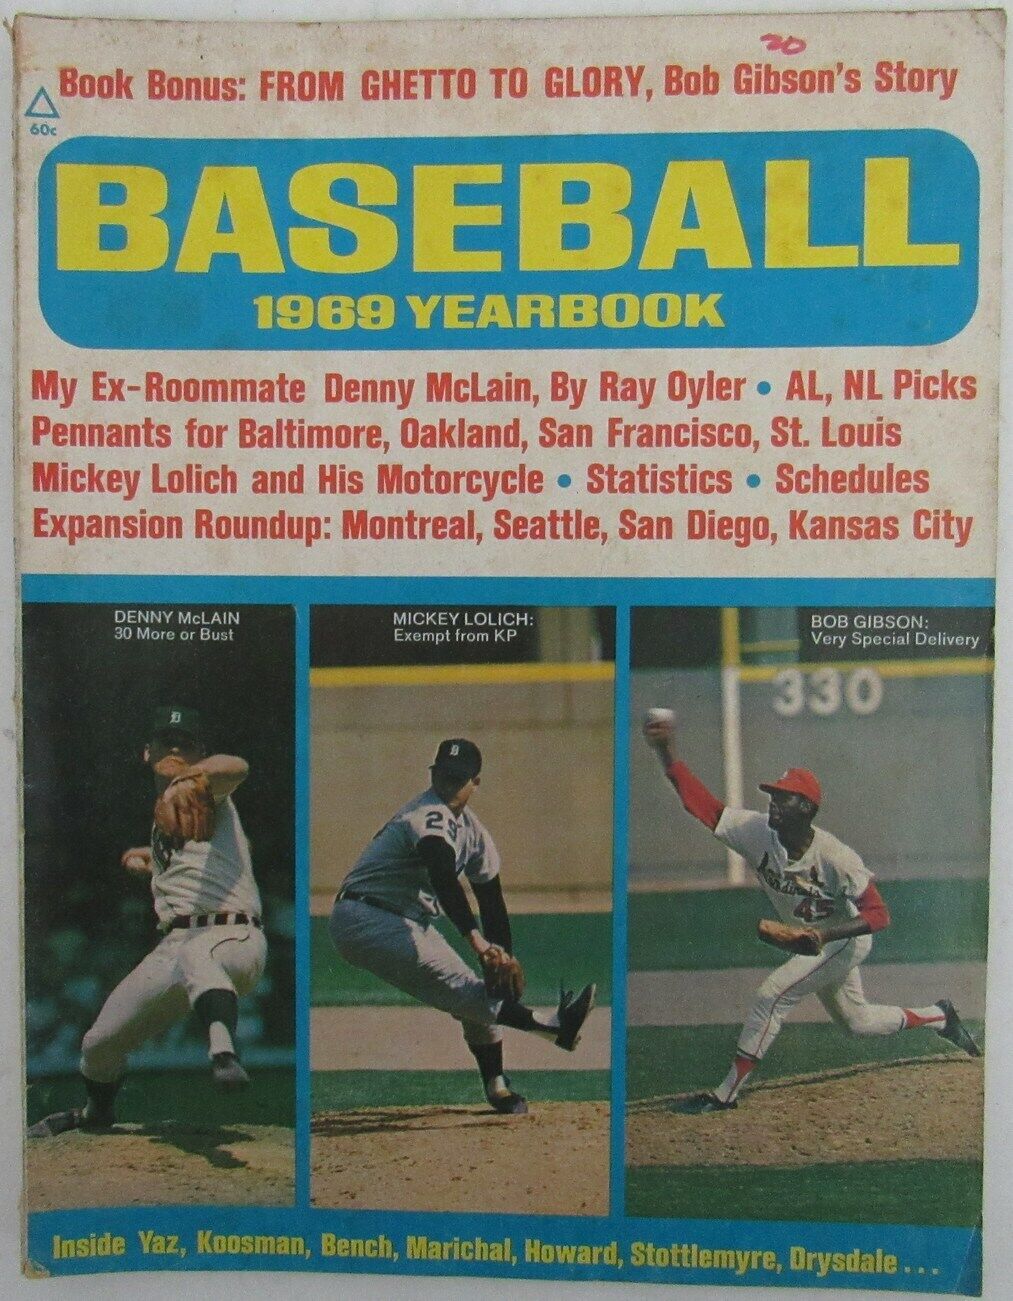 20
Book Bonus: FROM GHETTO TO GLORY, Bob Gibson's Story
60c
BASEBALL
1969 YEARBOOK
My Ex-Roommate Denny McLain, By Ray Oyler • AL, NL Picks
Pennants for Baltimore, Oakland, San Francisco, St. Louis
Mickey Lolich and His Motorcycle • Statistics • Schedules
Expansion Roundup: Montreal, Seattle, San Diego, Kansas City
DENNY McLAIN
30 More or Bust
MICKEY LOLICH:
Exempt from KP
BOB GIBSON:
Very Special Delivery
330
D
D
2
Cardinals
45
Inside Yaz, Koosman, Bench, Marichal, Howard, Stottlemyre, Drysdale...